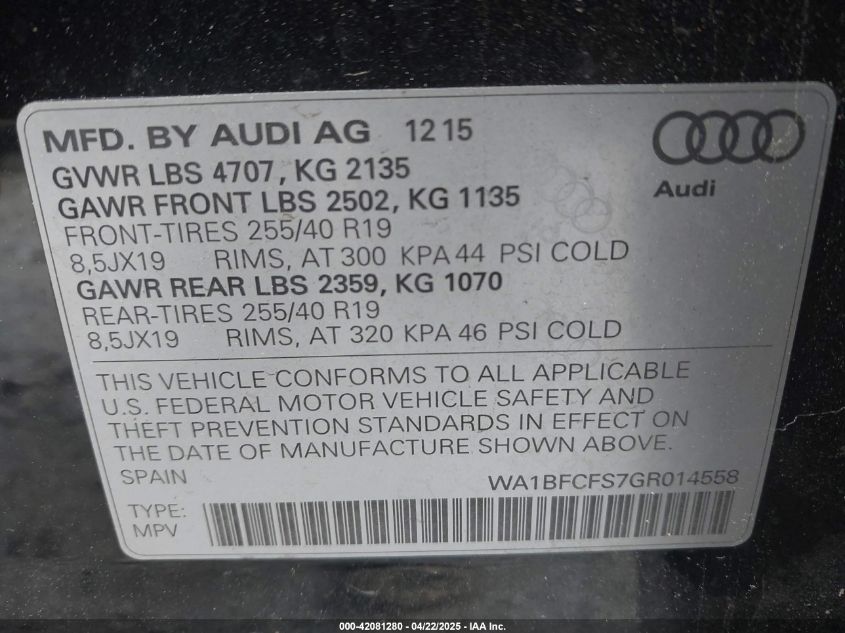 MFD. BY AUDI AG 12 15
Audi
GVWR LBS 4707, KG 2135
GAWR FRONT LBS 2502, KG 1135
FRONT-TIRES 255/40 R19
8,5JX19 RIMS, AT 300 KPA 44 PSI COLD
GAWR REAR LBS 2359, KG 1070
REAR-TIRES 255/40 R19
8,5JX19 RIMS, AT 320 KPA 46 PSI COLD
THIS VEHICLE CONFORMS TO ALL APPLICABLE
U.S. FEDERAL MOTOR VEHICLE SAFETY AND
THEFT PREVENTION STANDARDS IN EFFECT ON
THE DATE OF MANUFACTURE SHOWN ABOVE.
SPAIN WA1BFCFS7GR014558
TYPE:
MPV
000-42081280 - 04/22/2025 - IAA Inc.